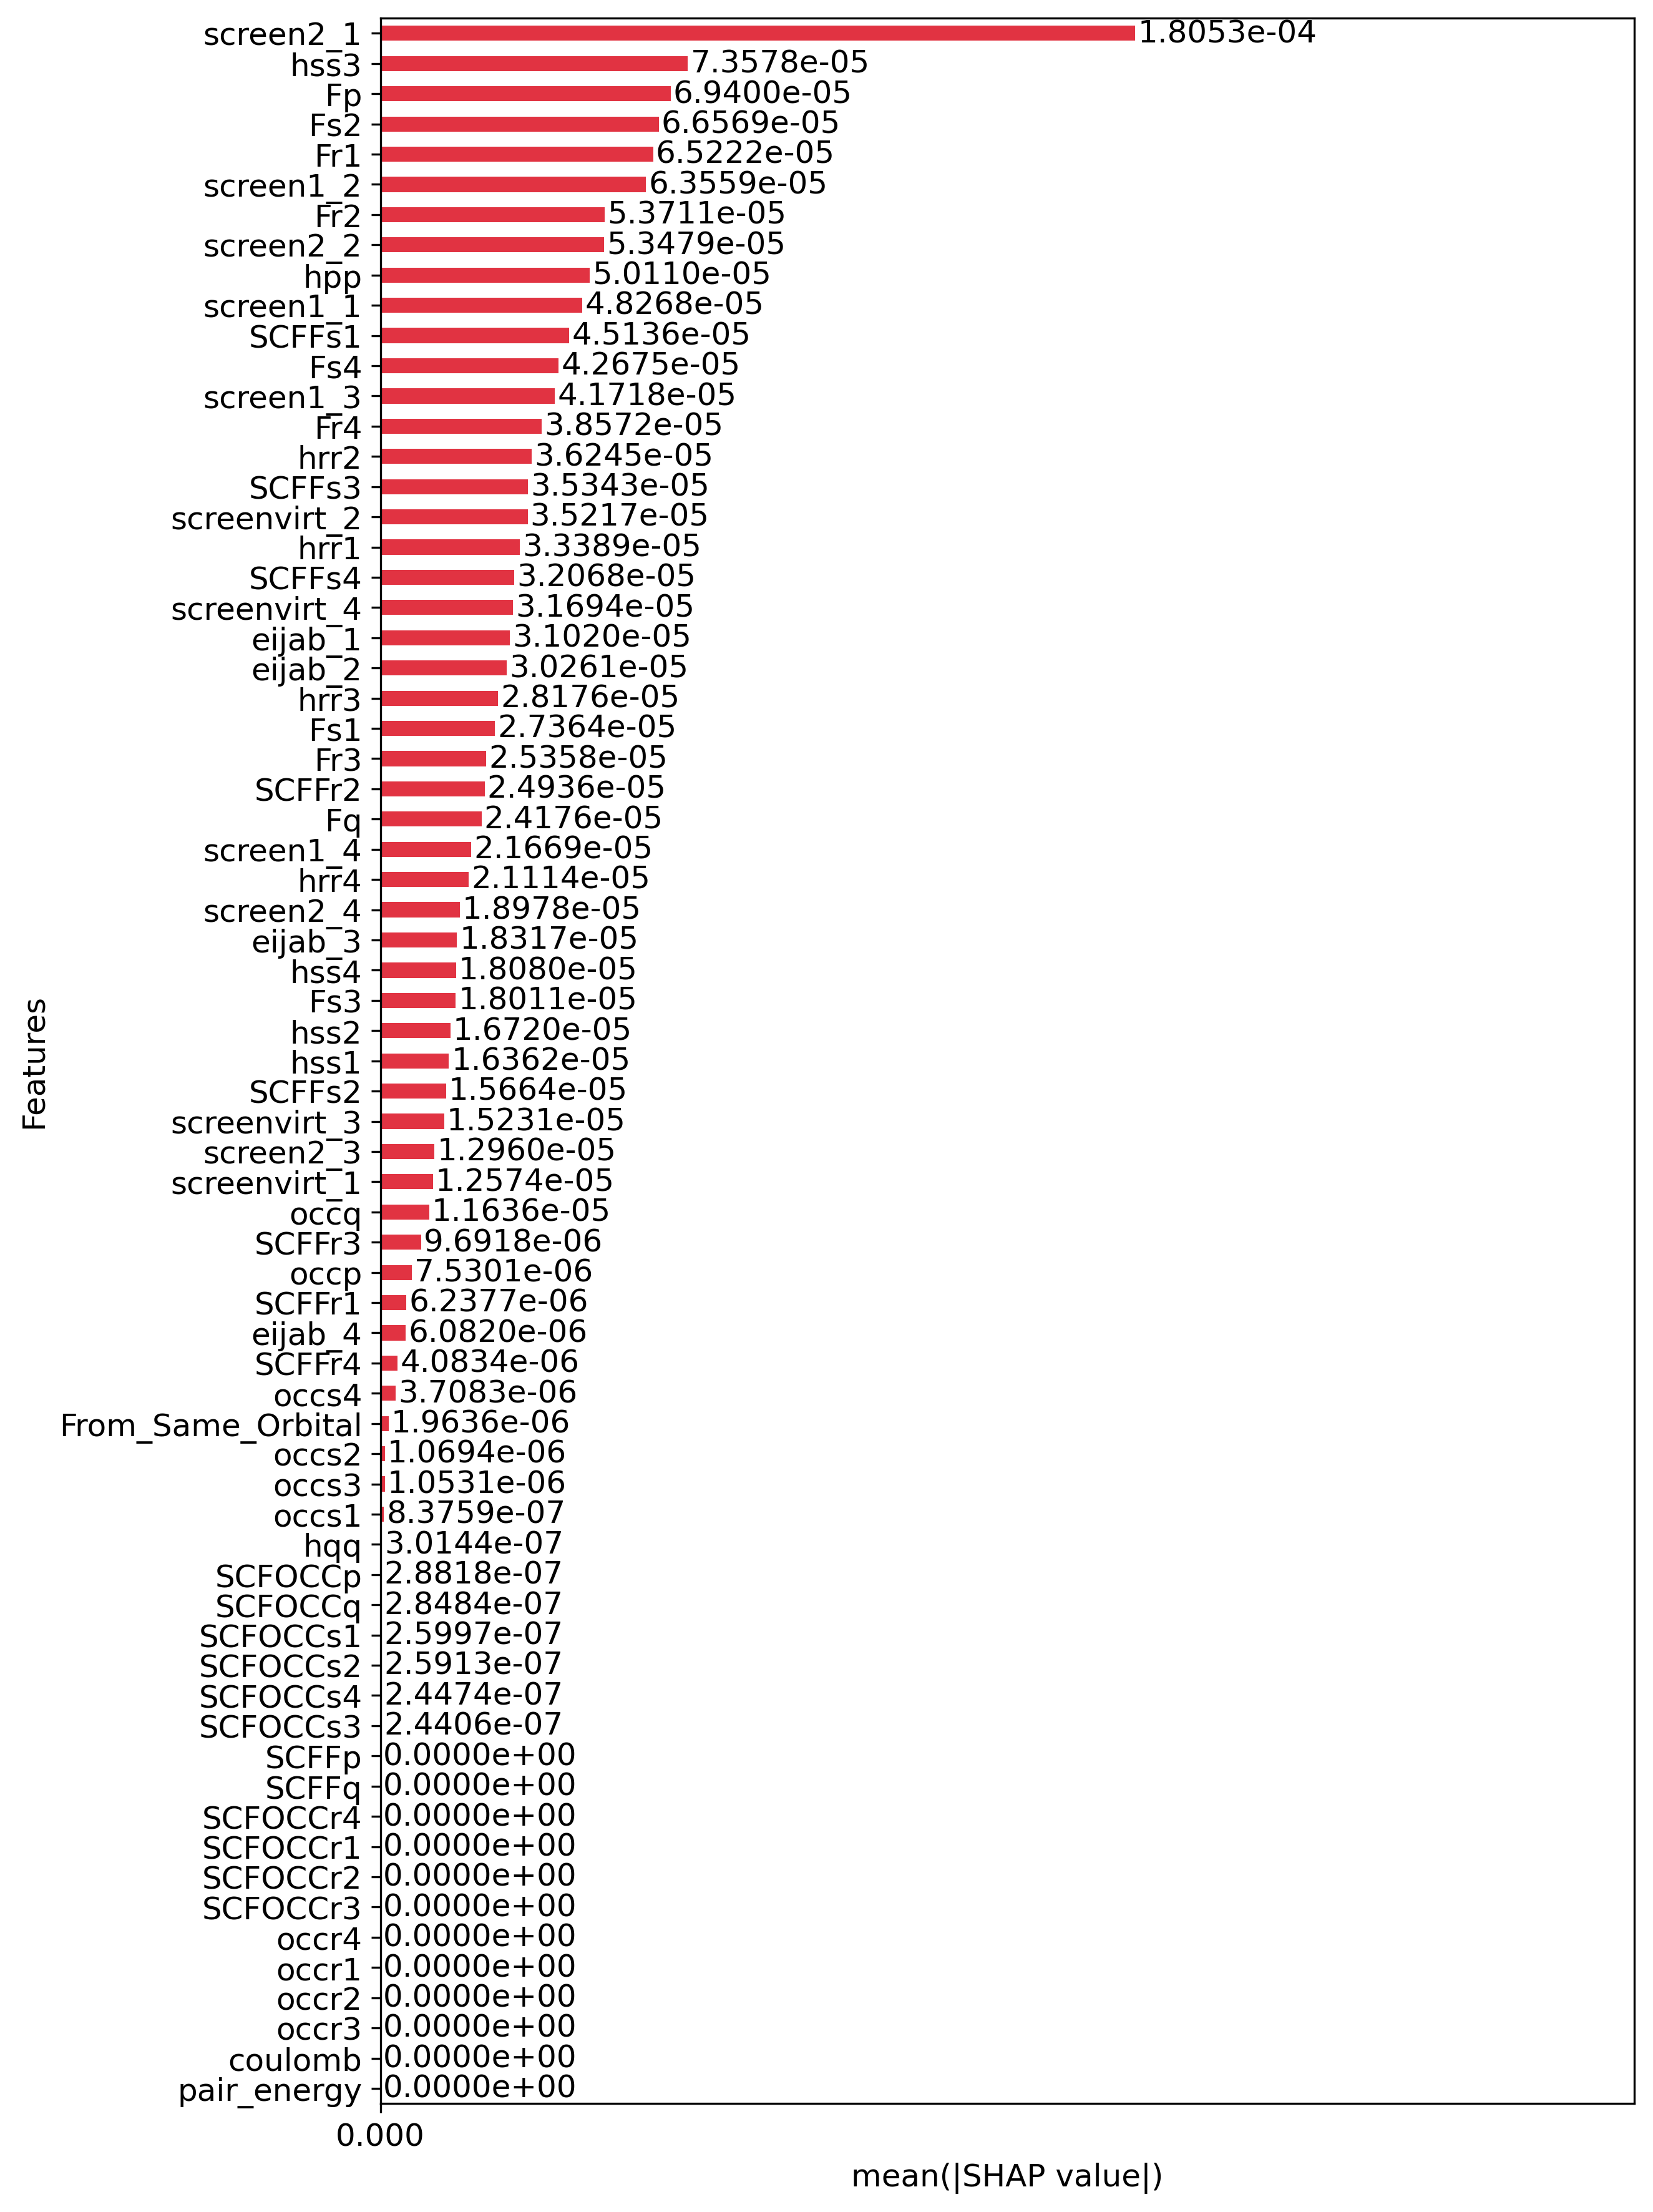 screen2_1 1.8053e-04
hss3 7.3578e-05
Fp 6.9400e-05
Fs2 6.6569e-05
Fr1 6.5222e-05
screen1_2 6.3559e-05
Fr2 5.3711e-05
screen2_2 5.3479e-05
hpp 5.0110e-05
screen1_1 4.8268e-05
SCFFs1 4.5136e-05
Fs4 4.2675e-05
screen1_3 4.1718e-05
Fr4 3.8572e-05
hrr2 3.6245e-05
SCFFs3 3.5343e-05
screenvirt_2 3.5217e-05
hrr1 3.3389e-05
SCFFs4 3.2068e-05
screenvirt_4 3.1694e-05
eijab_1 3.1020e-05
eijab_2 3.0261e-05
hrr3 2.8176e-05
Fs1 2.7364e-05
Fr3 2.5358e-05
SCFFr2 2.4936e-05
Fq 2.4176e-05
screen1_4 2.1669e-05
hrr4 2.1114e-05
screen2_4 1.8978e-05
eijab_3 1.8317e-05
hss4 1.8080e-05
Fs3 1.8011e-05
hss2 1.6720e-05
hss1 1.6362e-05
SCFFs2 1.5664e-05
screenvirt_3 1.5231e-05
screen2_3 1.2960e-05
screenvirt_1 1.2574e-05
occq 1.1636e-05
SCFFr3 9.6918e-06
occp 7.5301e-06
SCFFr1 6.2377e-06
eijab_4 6.0820e-06
SCFFr4 4.0834e-06
occs4 3.7083e-06
From_Same_Orbital 1.9636e-06
occs2 1.0694e-06
occs3 1.0531e-06
occs1 8.3759e-07
hqq 3.0144e-07
SCFOCCp 2.8818e-07
SCFOCCq 2.8484e-07
SCFOCCs1 2.5997e-07
SCFOCCs2 2.5913e-07
SCFOCCs4 2.4474e-07
SCFOCCs3 2.4406e-07
SCFFp 0.0000e+00
SCFFq 0.0000e+00
SCFOCCr4 0.0000e+00
SCFOCCr1 0.0000e+00
SCFOCCr2 0.0000e+00
SCFOCCr3 0.0000e+00
occr4 0.0000e+00
occr1 0.0000e+00
occr2 0.0000e+00
occr3 0.0000e+00
coulomb 0.0000e+00
pair_energy 0.0000e+00
0.000
mean(|SHAP value|)
Features